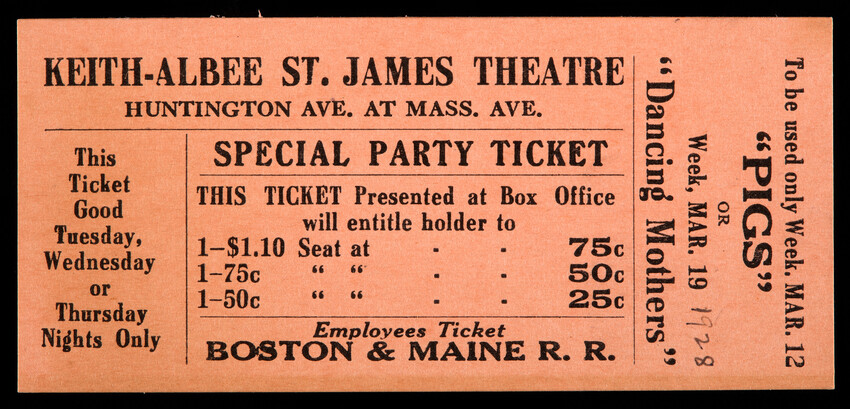 KEITH-ALBEE ST. JAMES THEATRE
HUNTINGTON AVE. AT MASS. AVE.
This
Ticket
Good
Tuesday,
Wednesday
or
Thursday
Nights Only
SPECIAL PARTY TICKET
THIS TICKET Presented at Box Office
will entitle holder to
1–$1.10 Seat at - - 75c
1–75c " " - - 50c
1–50c " " - - 25c
Employees Ticket
BOSTON & MAINE R. R.
To be used only Week, MAR. 12
"PIGS"
OR
Week, MAR. 19 1928
"Dancing Mothers"